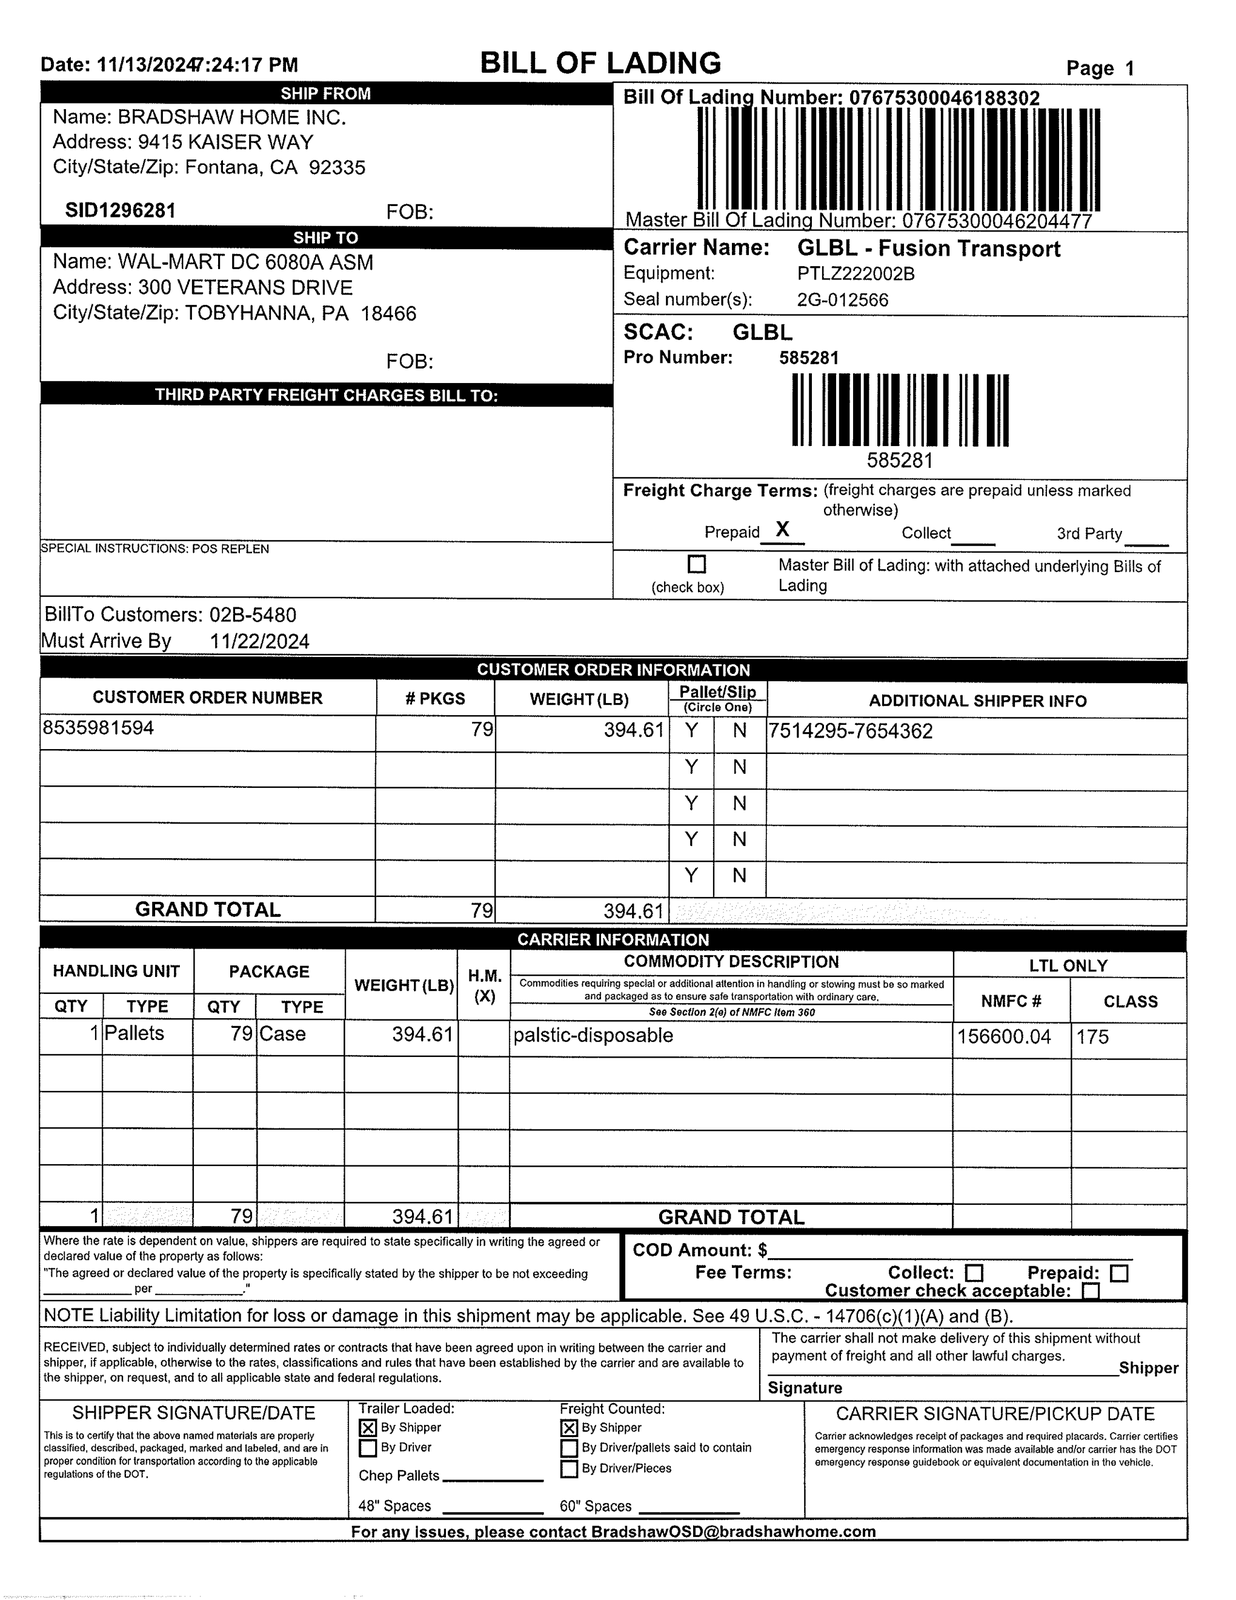 Date: 11/13/20247:24:17 PM
BILL OF LADING
Page 1
SHIP FROM
Name: BRADSHAW HOME INC.
Address: 9415 KAISER WAY
City/State/Zip: Fontana, CA 92335
SID1296281 FOB:
SHIP TO
Name: WAL-MART DC 6080A ASM
Address: 300 VETERANS DRIVE
City/State/Zip: TOBYHANNA, PA 18466
FOB:
THIRD PARTY FREIGHT CHARGES BILL TO:
SPECIAL INSTRUCTIONS: POS REPLEN
Bill Of Lading Number: 07675300046188302
Master Bill Of Lading Number: 07675300046204477
Carrier Name: GLBL - Fusion Transport
Equipment: PTLZ222002B
Seal number(s): 2G-012566
SCAC: GLBL
Pro Number: 585281
585281
Freight Charge Terms: (freight charges are prepaid unless marked
otherwise)
Prepaid X Collect 3rd Party
Master Bill of Lading: with attached underlying Bills of
(check box) Lading
BillTo Customers: 02B-5480
Must Arrive By 11/22/2024
CUSTOMER ORDER INFORMATION
CUSTOMER ORDER NUMBER # PKGS WEIGHT(LB) Pallet/Slip (Circle One) ADDITIONAL SHIPPER INFO
8535981594 79 394.61 Y N 7514295-7654362
Y N
Y N
Y N
Y N
GRAND TOTAL 79 394.61
CARRIER INFORMATION
HANDLING UNIT PACKAGE WEIGHT(LB) H.M. (X) COMMODITY DESCRIPTION LTL ONLY
Commodities requiring special or additional attention in handling or stowing must be so marked
and packaged as to ensure safe transportation with ordinary care.
See Section 2(e) of NMFC Item 360
QTY TYPE QTY TYPE NMFC # CLASS
1 Pallets 79 Case 394.61 palstic-disposable 156600.04 175
1 79 394.61 GRAND TOTAL
Where the rate is dependent on value, shippers are required to state specifically in writing the agreed or
declared value of the property as follows:
"The agreed or declared value of the property is specifically stated by the shipper to be not exceeding
per ."
COD Amount: $
Fee Terms: Collect: Prepaid:
Customer check acceptable:
NOTE Liability Limitation for loss or damage in this shipment may be applicable. See 49 U.S.C. - 14706(c)(1)(A) and (B).
RECEIVED, subject to individually determined rates or contracts that have been agreed upon in writing between the carrier and
shipper, if applicable, otherwise to the rates, classifications and rules that have been established by the carrier and are available to
the shipper, on request, and to all applicable state and federal regulations.
The carrier shall not make delivery of this shipment without
payment of freight and all other lawful charges.
Shipper
Signature
SHIPPER SIGNATURE/DATE
This is to certify that the above named materials are properly
classified, described, packaged, marked and labeled, and are in
proper condition for transportation according to the applicable
regulations of the DOT.
Trailer Loaded:
X By Shipper
By Driver
Chep Pallets
48" Spaces
Freight Counted:
X By Shipper
By Driver/pallets said to contain
By Driver/Pieces
60" Spaces
CARRIER SIGNATURE/PICKUP DATE
Carrier acknowledges receipt of packages and required placards. Carrier certifies
emergency response information was made available and/or carrier has the DOT
emergency response guidebook or equivalent documentation in the vehicle.
For any issues, please contact BradshawOSD@bradshawhome.com